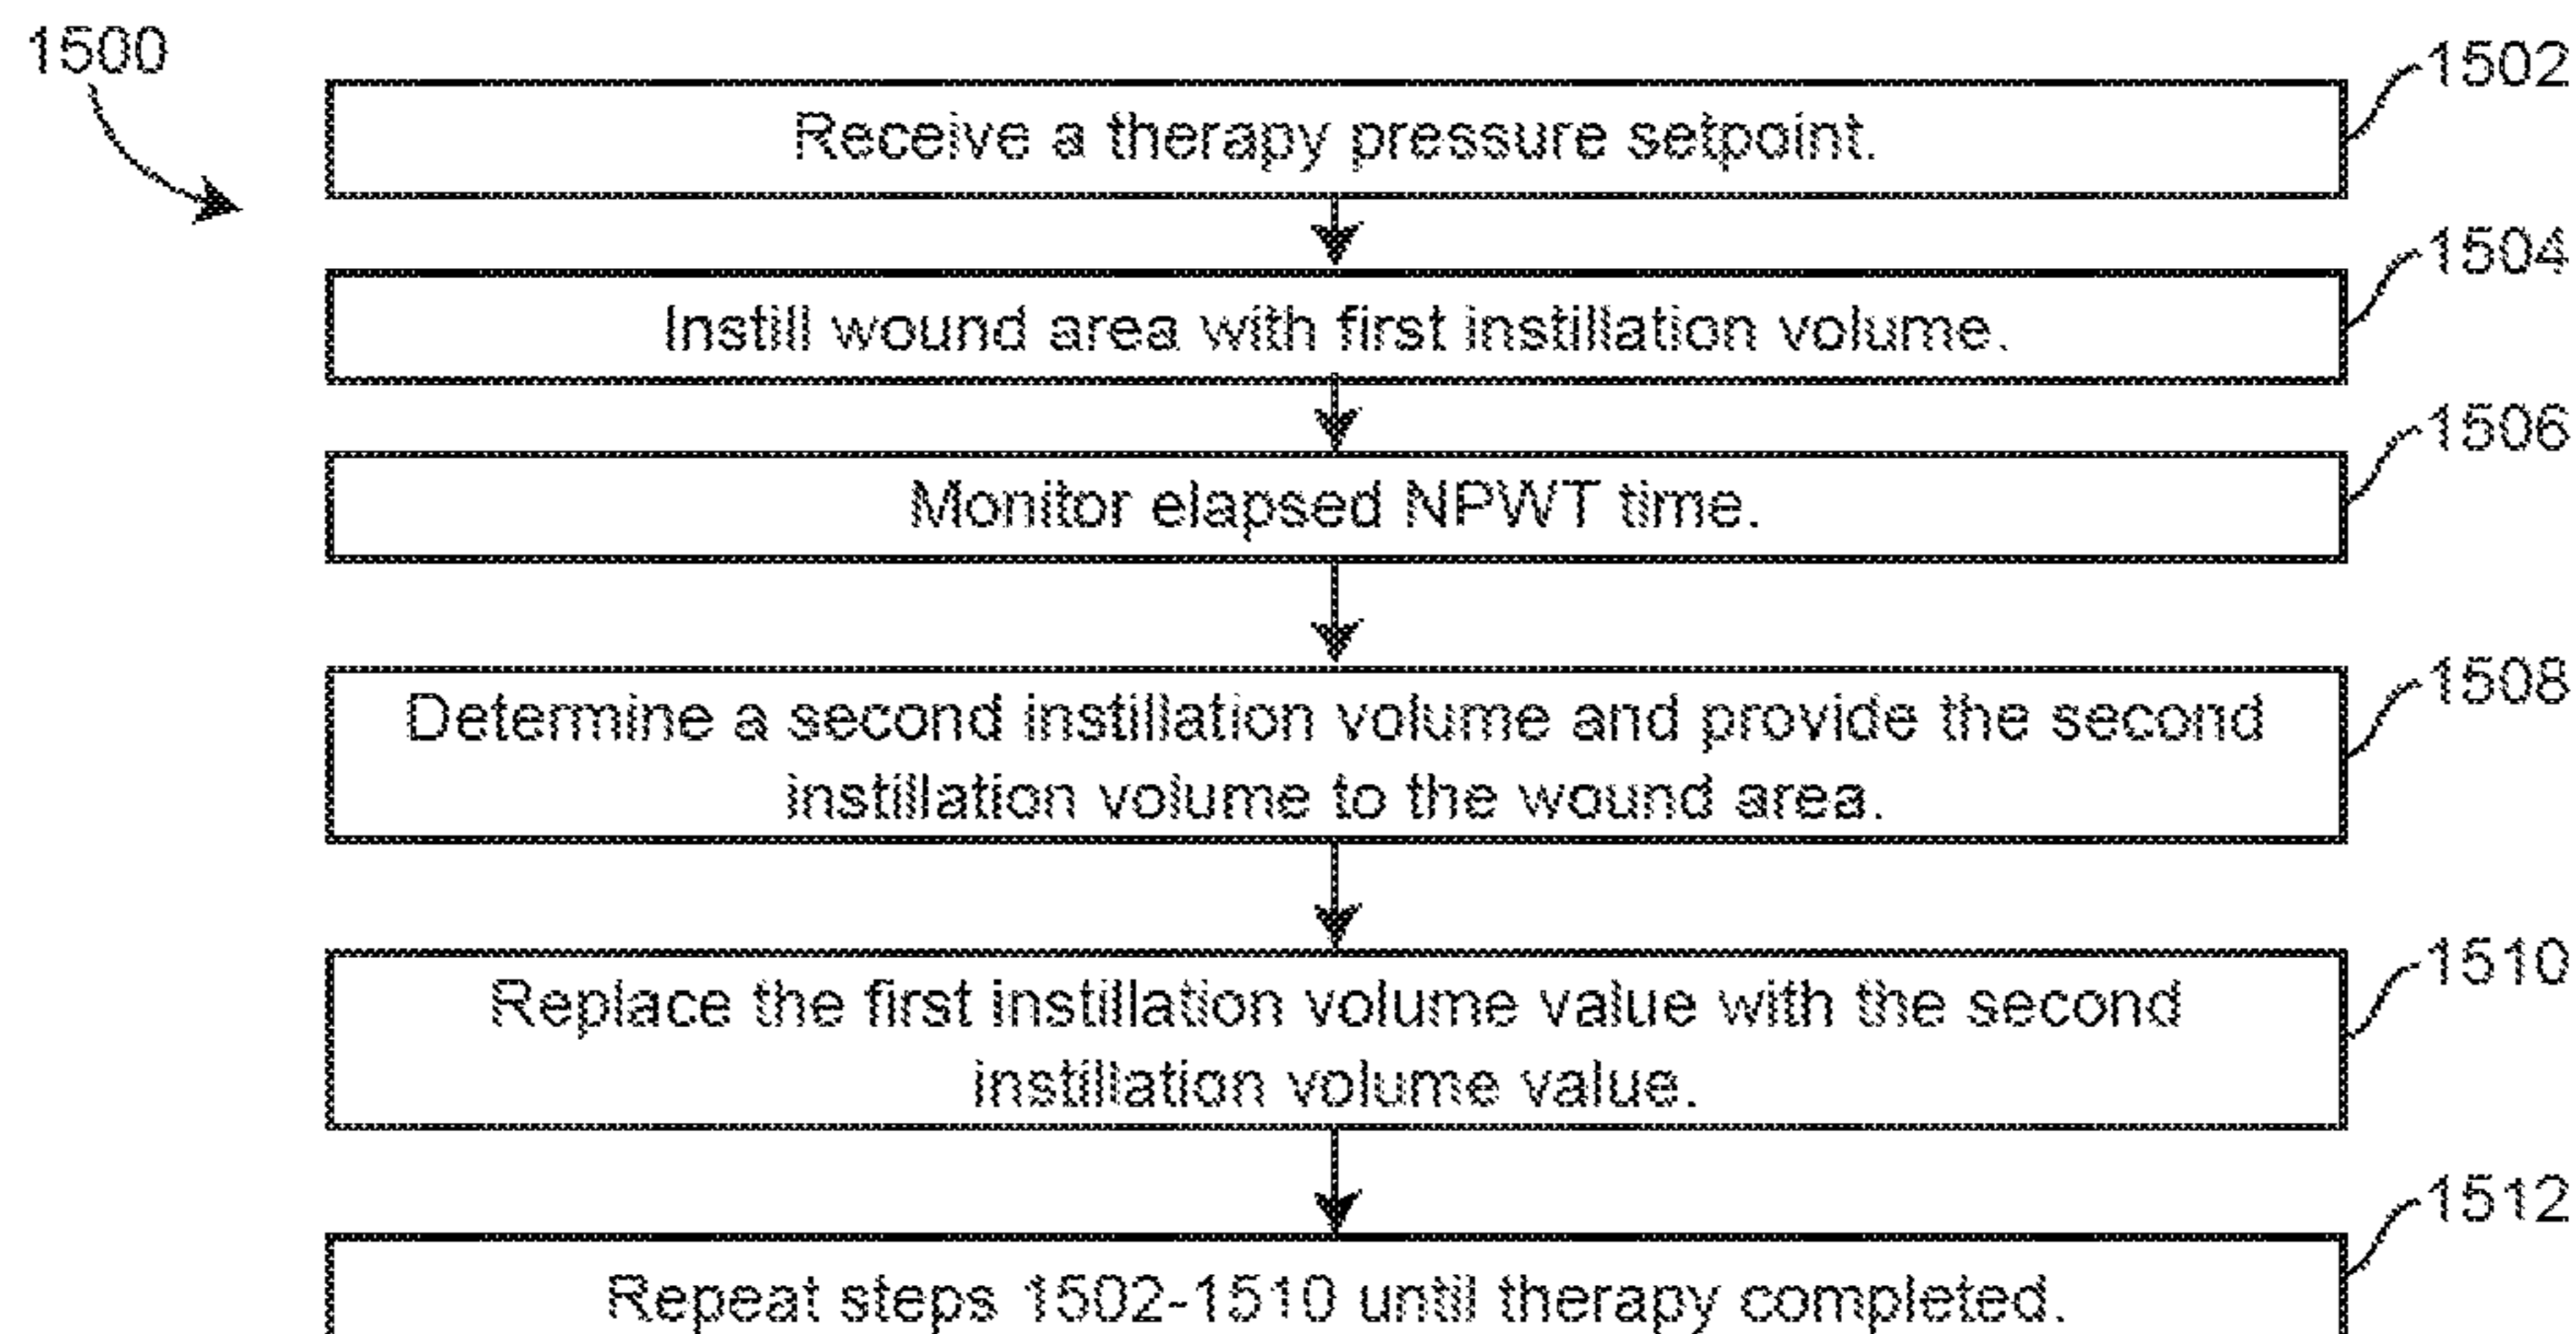 1500
1502
Receive a therapy pressure setpoint.
1504
Instill wound area with first instillation volume.
1506
Monitor elapsed NPWT time.
1508
Determine a second instillation volume and provide the second
instillation volume to the wound area.
1510
Replace the first instillation volume value with the second
instillation volume value.
1512
Repeat steps 1502-1510 until therapy completed.